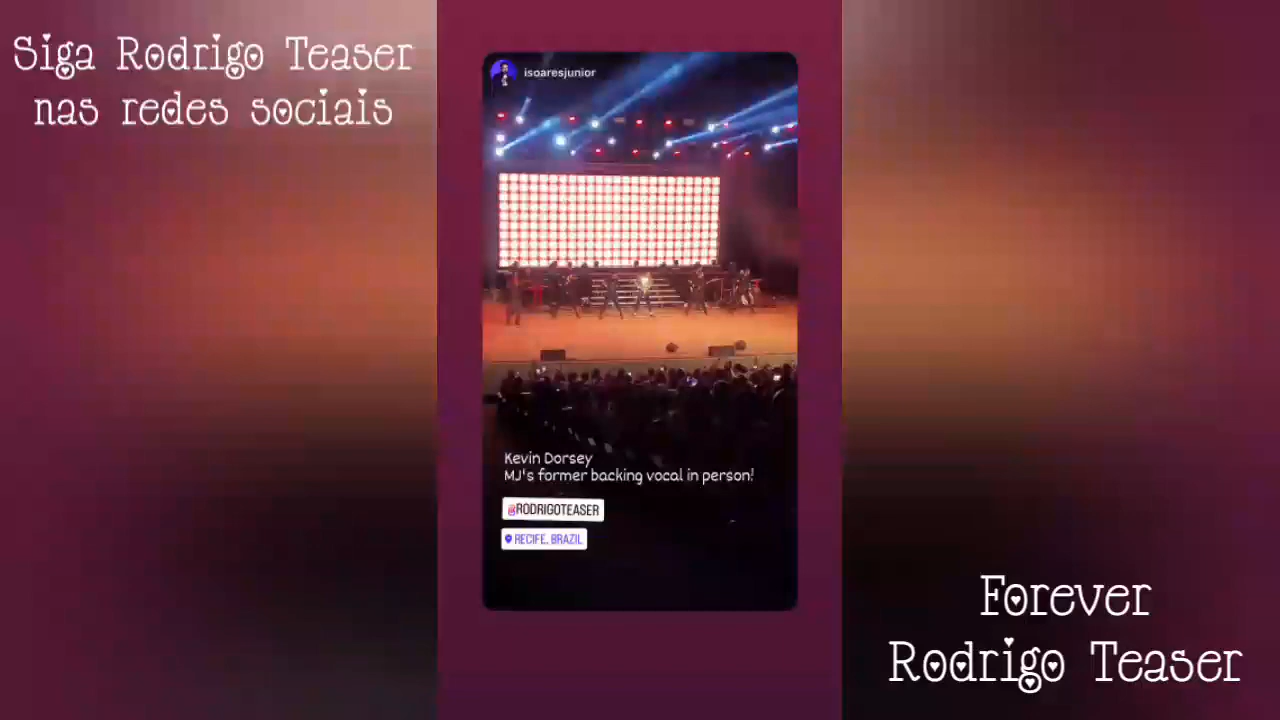 Siga Rodrigo Teaser
nas redes sociais
isoaresjunior
Kevin Dorsey
MJ's former backing vocal in person!
@RODRIGOTEASER
RECIFE, BRAZIL
Forever
Rodrigo Teaser